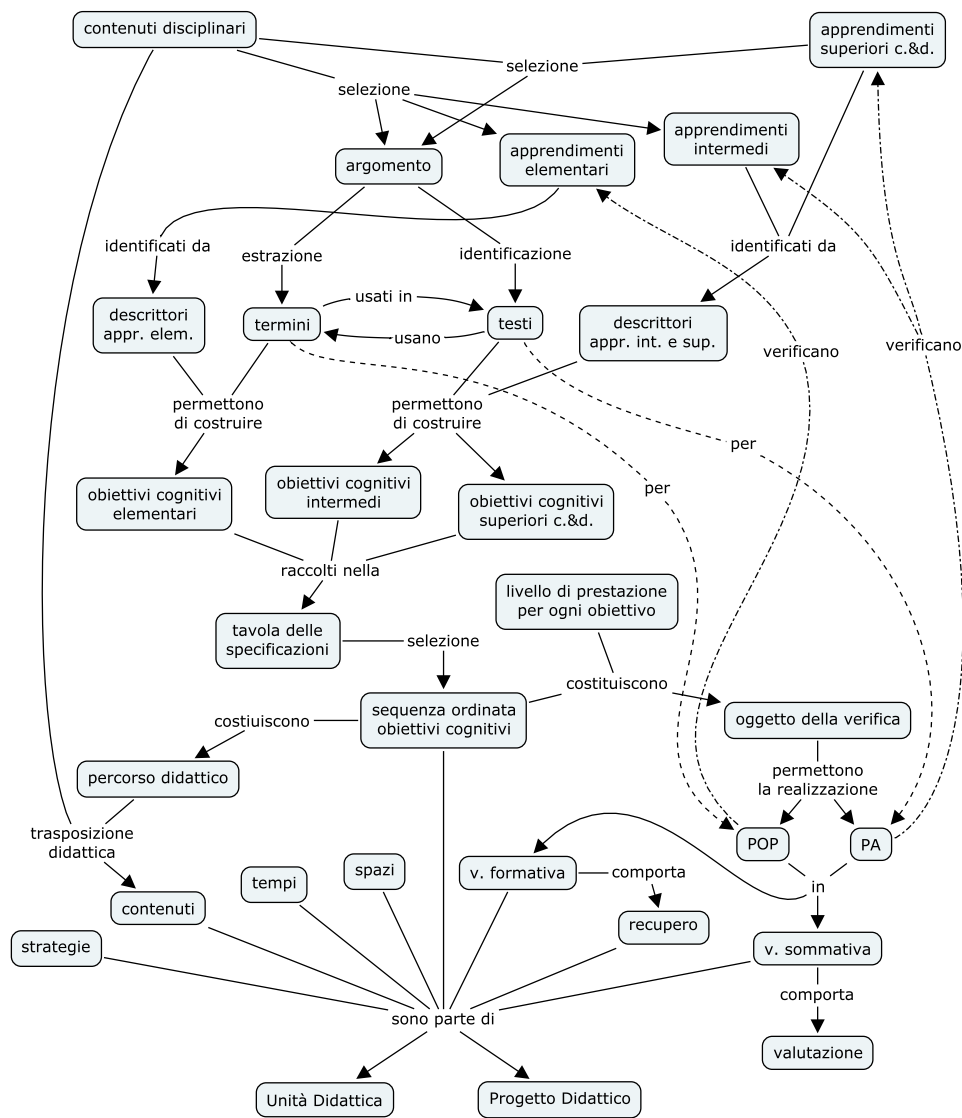 contenuti disciplinari
apprendimenti
superiori c.&d.
selezione
selezione
argomento
apprendimenti
elementari
apprendimenti
intermedi
identificati da
estrazione
identificazione
identificati da
descrittori
appr. elem.
termini
usati in
usano
testi
descrittori
appr. int. e sup.
verificano
verificano
permettono
di costruire
permettono
di costruire
per
per
obiettivi cognitivi
elementari
obiettivi cognitivi
intermedi
obiettivi cognitivi
superiori c.&d.
raccolti nella
livello di prestazione
per ogni obiettivo
tavola delle
specificazioni
selezione
costituiscono
sequenza ordinata
obiettivi cognitivi
costiuiscono
oggetto della verifica
percorso didattico
permettono
la realizzazione
trasposizione
didattica
POP
PA
tempi
spazi
v. formativa
comporta
in
contenuti
recupero
strategie
v. sommativa
comporta
sono parte di
valutazione
Unità Didattica
Progetto Didattico